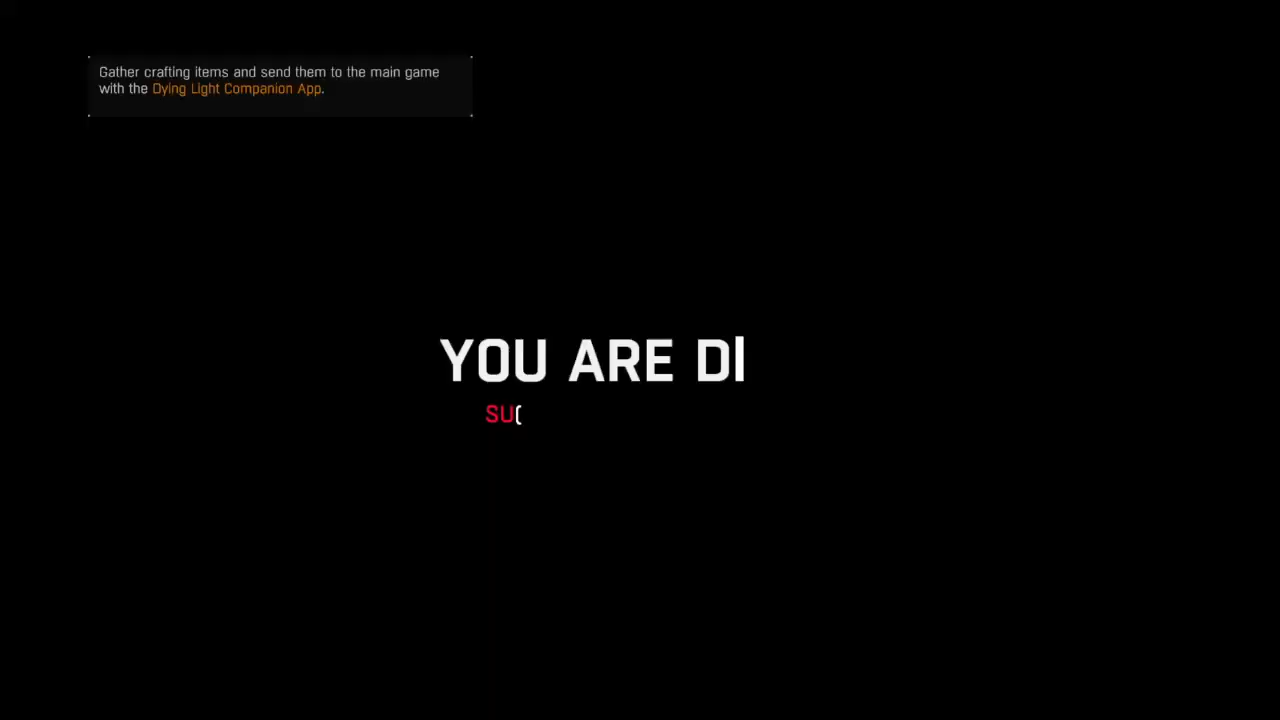 Gather crafting items and send them to the main game
with the Dying Light Companion App.
YOU ARE D
SU